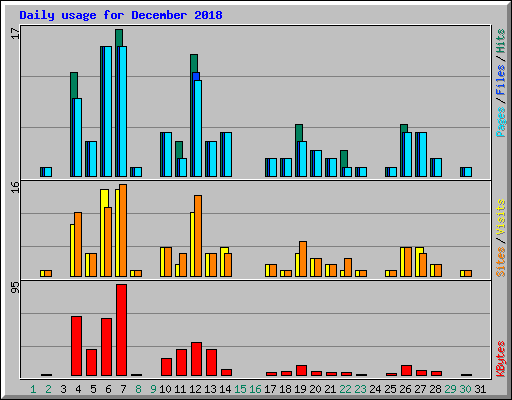 Daily usage for December 2018
17
Pages / Files / Hits
16
Sites / Visits
95
KBytes
1 2 3 4 5 6 7 8 9 10 11 12 13 14 15 16 17 18 19 20 21 22 23 24 25 26 27 28 29 30 31